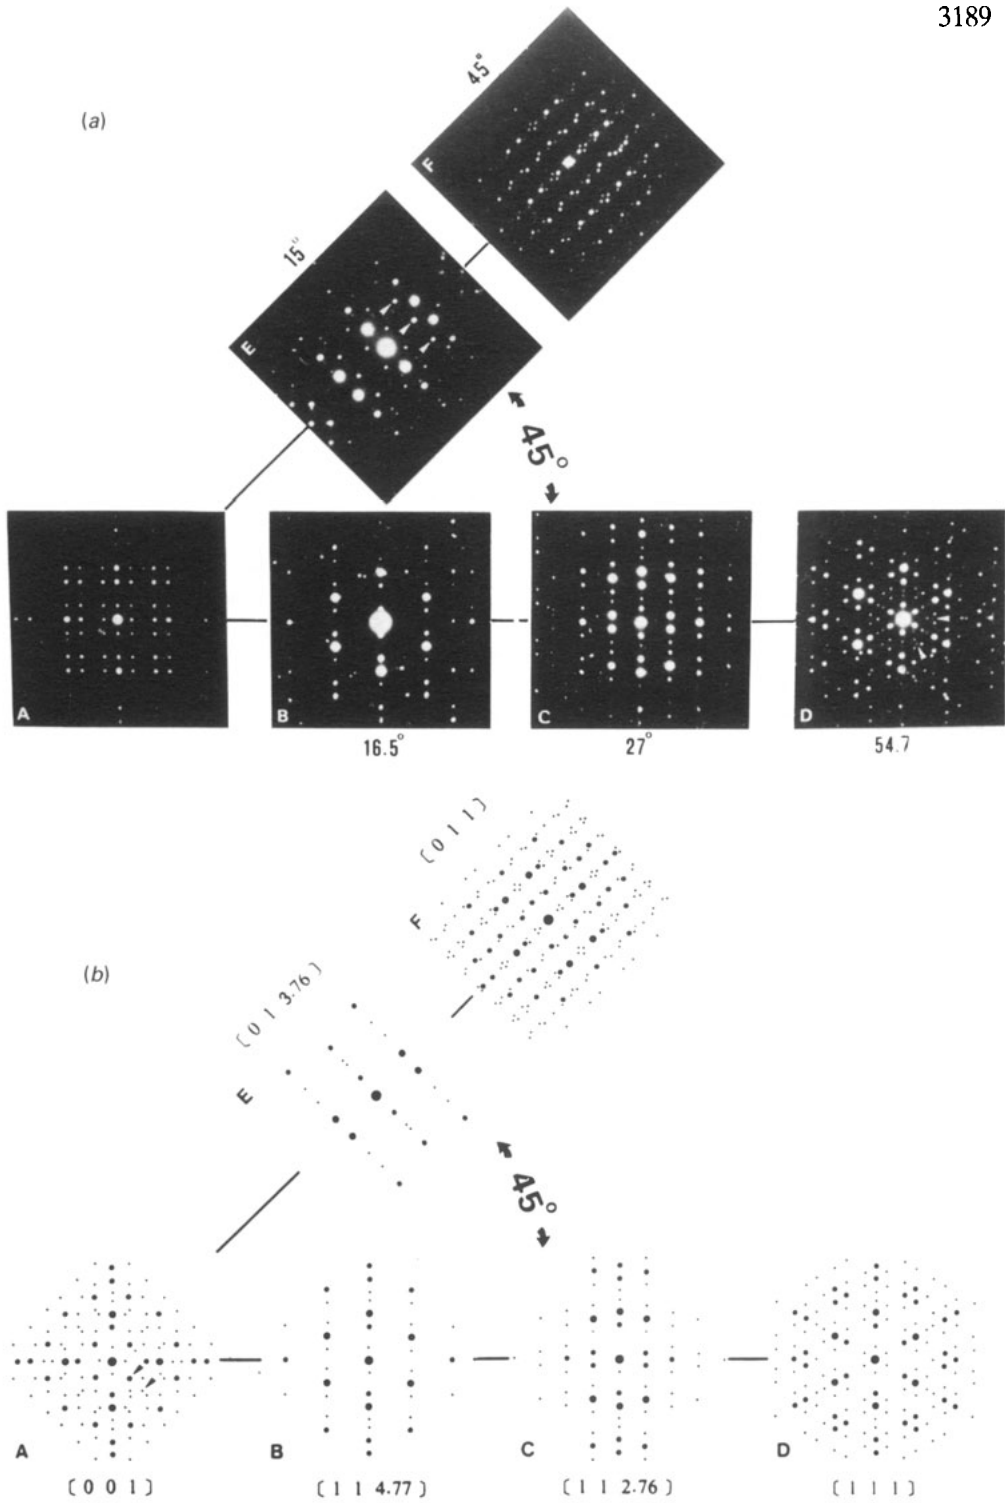 3189
(a)
45°
F
15°
E
45°
A
B
C
D
16.5°
27°
54.7
[ 0 1 1 ]
F
(b)
[ 0 1 3.76 ]
E
45°
A
B
C
D
[ 0 0 1 ]
[ 1 1 4.77 ]
[ 1 1 2.76 ]
[ 1 1 1 ]